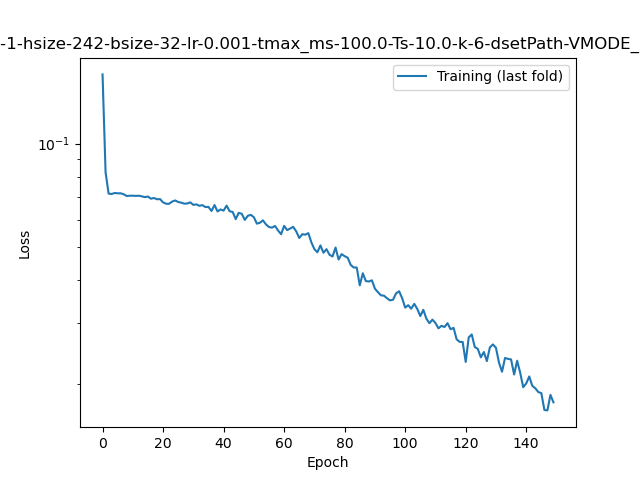 -1-hsize-242-bsize-32-lr-0.001-tmax_ms-100.0-Ts-10.0-k-6-dsetPath-VMODE_
Training (last fold)
10⁻¹
Loss
0 20 40 60 80 100 120 140
Epoch